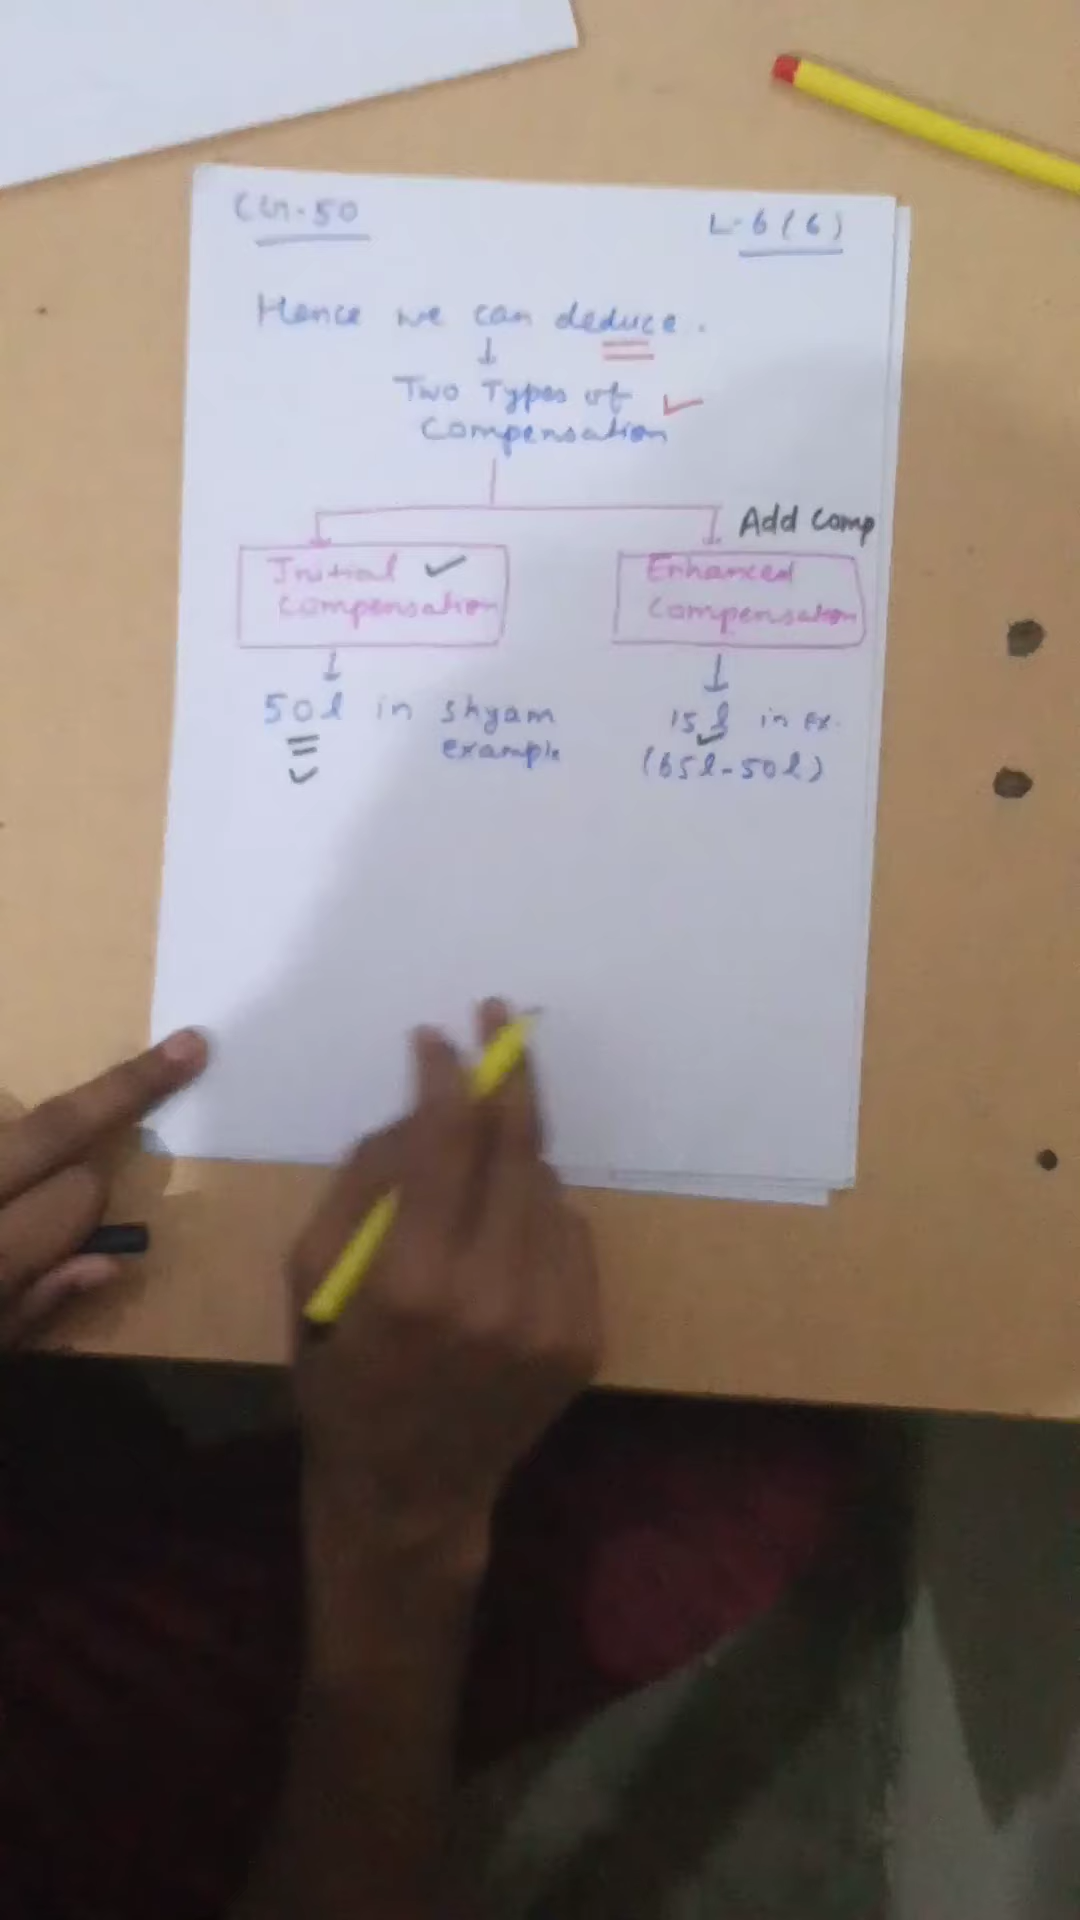 CG-50
L-6(6)
Hence we can deduce.
Two Types of
Compensation
Add Comp
Initial
Compensation
Enhanced
Compensation
50l in shyam
example
15l in Ex.
(65l-50l)